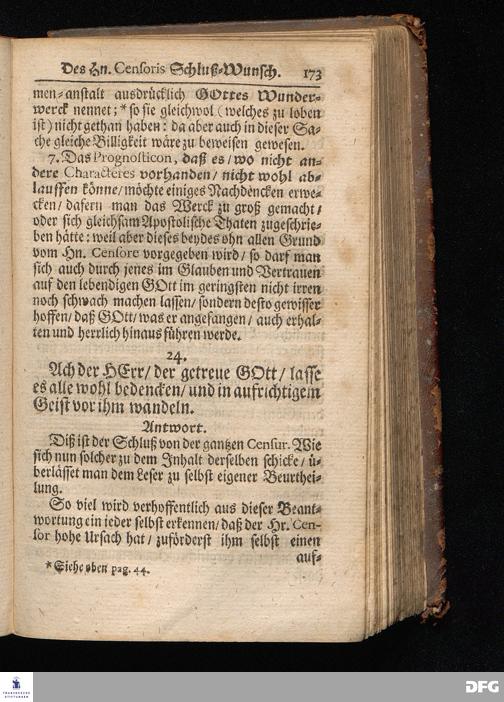 Des Hn. Censoris Schluß-Wunsch. 173
men-anstalt ausdrücklich GOttes Wunder-
werck nennet; * so sie gleichwol (welches zu loben
ist) nicht gethan haben: da aber auch in dieser Sa-
che gleiche Billigkeit wäre zu beweisen gewesen.
7. Das Prognosticon, daß es / wo nicht an-
dere Characteres vorhanden / nicht wohl ab-
lauffen könne / möchte einiges Nachdencken erwe-
cken / dafern man das Werck zu groß gemacht /
oder sich gleichsam Apostolische Thaten zugeschrie-
ben hätte: weil aber dieses beydes ohn allen Grund
vom Hn. Censore vorgegeben wird / so darf man
sich auch durch jenes im Glauben und Vertrauen
auf den lebendigen GOtt im geringsten nicht irren
noch schwach machen lassen / sondern desto gewisser
hoffen / daß GOtt / was er angefangen / auch erhal-
ten und herrlich hinaus führen werde.
24.
Ach der HErr / der getreue GOtt / lasse
es alle wohl bedencken / und in aufrichtigem
Geist vor ihm wandeln.
Antwort.
Diß ist der Schluß von der gantzen Censur. Wie
sich nun solcher zu dem Inhalt derselben schicke / ü-
berlässet man dem Leser zu selbst eigener Beurthei-
lung.
So viel wird verhoffentlich aus dieser Beant-
wortung ein jeder selbst erkennen / daß der Hr. Cen-
sor hohe Ursach hat / zuförderst ihm selbst einen
auf-
* Siehe oben pag. 44.
FRANCKESCHE
STIFTUNGEN
DFG